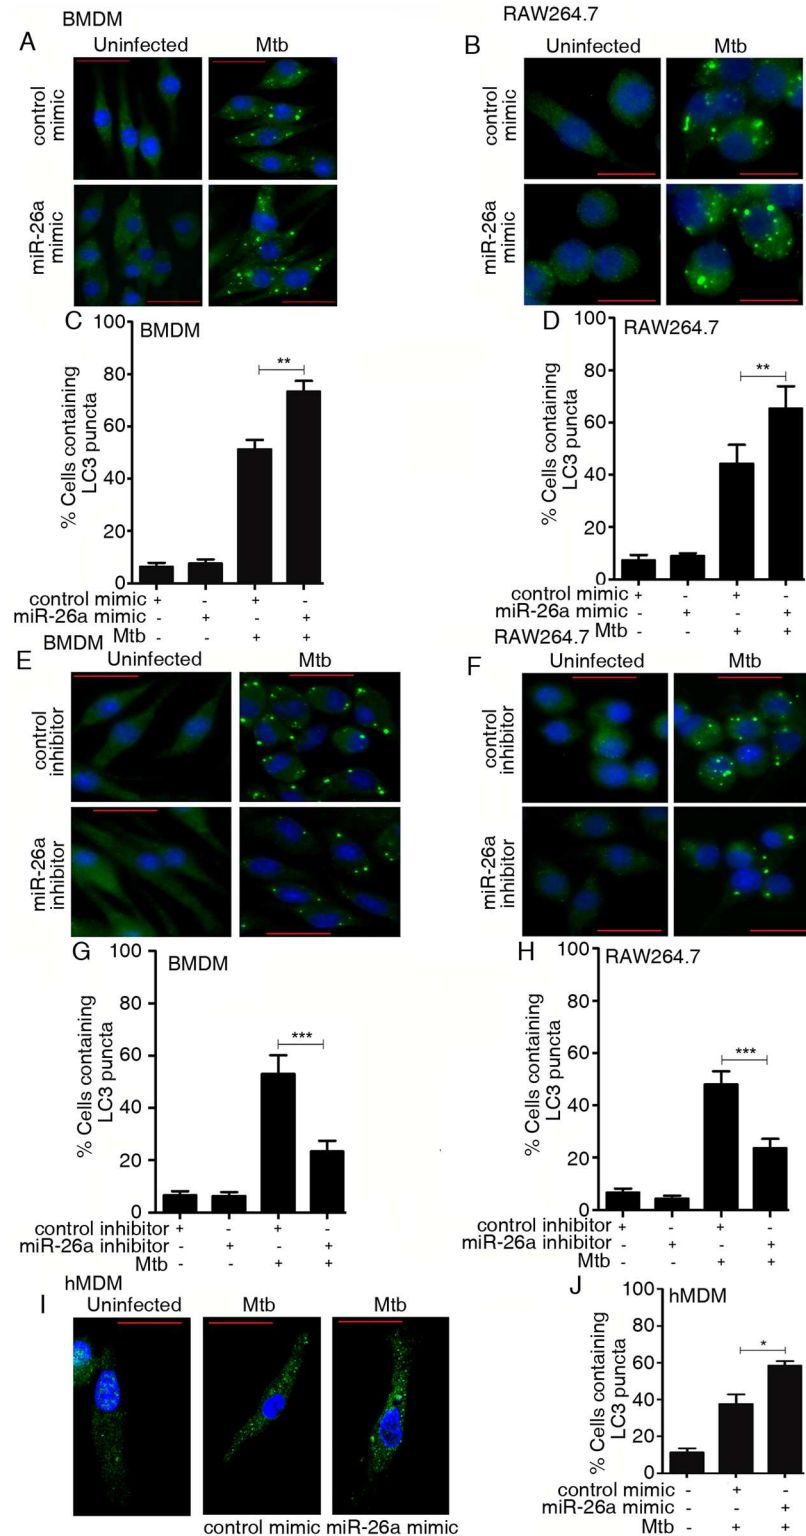 BMDM
RAW264.7
A
Uninfected
Mtb
control mimic
miR-26a mimic
B
Uninfected
Mtb
control mimic
miR-26a mimic
C
BMDM
% Cells containing LC3 puncta
100
80
60
40
20
0
**
control mimic + - + -
miR-26a mimic - + - +
Mtb - - + +
D
RAW264.7
% Cells containing LC3 puncta
100
80
60
40
20
0
**
control mimic + - + -
miR-26a mimic - + - +
Mtb - - + +
BMDM
RAW264.7
E
Uninfected
Mtb
control inhibitor
miR-26a inhibitor
F
Uninfected
Mtb
control inhibitor
miR-26a inhibitor
G
BMDM
% Cells containing LC3 puncta
100
80
60
40
20
0
***
control inhibitor + - + -
miR-26a inhibitor - + - +
Mtb - - + +
H
RAW264.7
% Cells containing LC3 puncta
100
80
60
40
20
0
***
control inhibitor + - + -
miR-26a inhibitor - + - +
Mtb - - + +
hMDM
I
Uninfected
Mtb
Mtb
control mimic
miR-26a mimic
J
hMDM
% Cells containing LC3 puncta
100
80
60
40
20
0
*
control mimic - + -
miR-26a mimic - - +
Mtb - + +